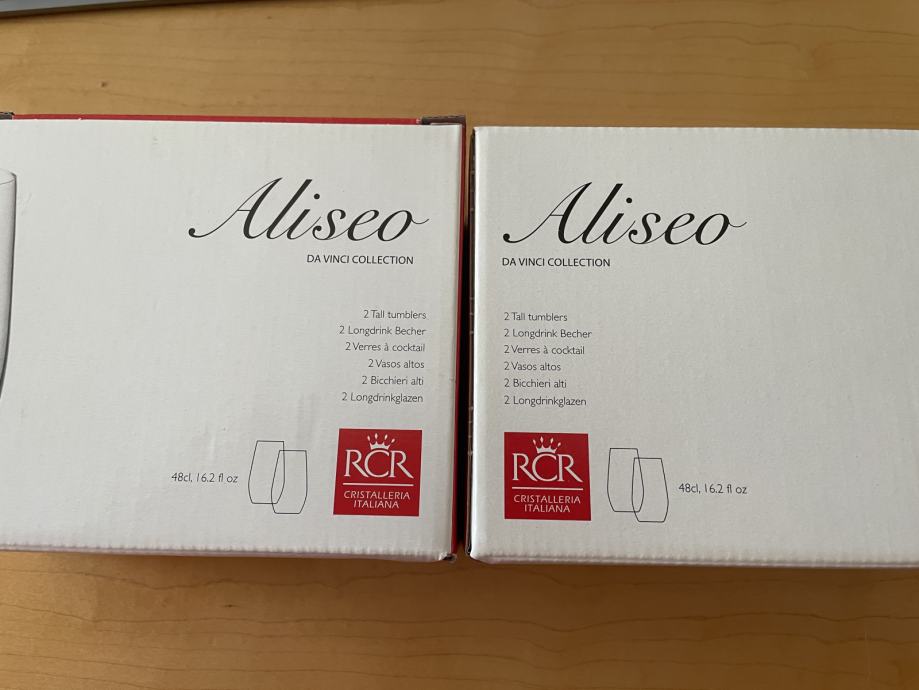 Aliseo
DA VINCI COLLECTION
2 Tall tumblers
2 Longdrink Becher
2 Verres à cocktail
2 Vasos altos
2 Bicchieri alti
2 Longdrinkglazen
48cl, 16.2 fl oz
RCR
CRISTALLERIA
ITALIANA
Aliseo
DA VINCI COLLECTION
2 Tall tumblers
2 Longdrink Becher
2 Verres à cocktail
2 Vasos altos
2 Bicchieri alti
2 Longdrinkglazen
RCR
CRISTALLERIA
ITALIANA
48cl, 16.2 fl oz